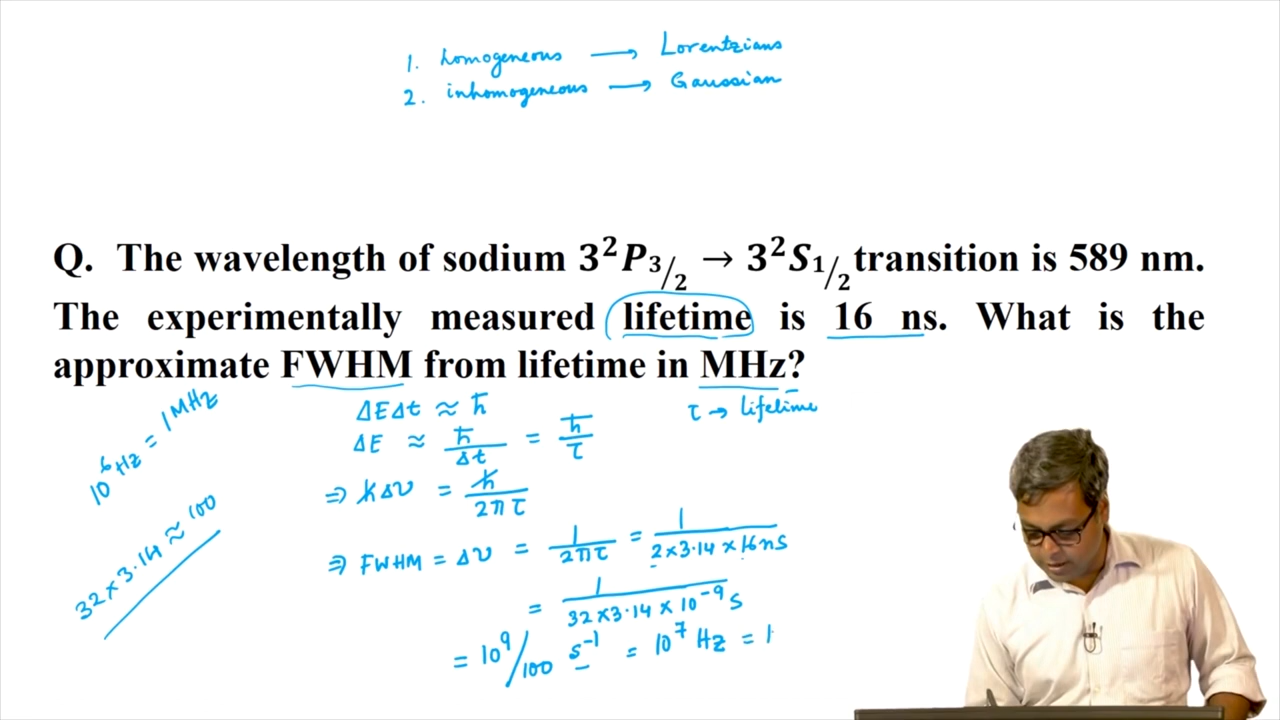 1. homogeneous → Lorentzians
2. inhomogeneous → Gaussian
Q. The wavelength of sodium 3²P₃/₂ → 3²S₁/₂ transition is 589 nm.
The experimentally measured lifetime is 16 ns. What is the
approximate FWHM from lifetime in MHz?
10⁶ Hz = 1 MHz
32 × 3.14 ≈ 100
ΔEΔt ≈ ħ
τ → lifetime
ΔE ≈ ħ/Δt = ħ/τ
⇒ hΔν = h/2πτ
⇒ FWHM = Δν = 1/2πτ = 1/2×3.14×16ns
= 1/32×3.14×10⁻⁹ s
= 10⁹/100 s⁻¹ = 10⁷ Hz = 1